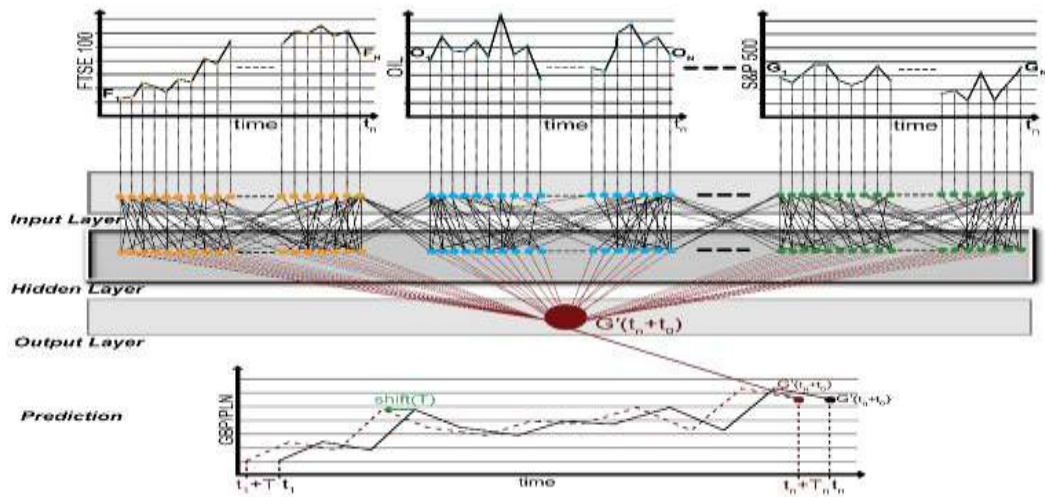 FTSE 100
F₁
Fₙ
time
tₙ
OIL
O₁
Oₙ
time
tₙ
S&P 500
G₁
Gₙ
time
tₙ
Input Layer
Hidden Layer
G'(tₙ+t₀)
Output Layer
Prediction
GBP/PLN
shift(T)
G'(tₙ+t₀)
G'(tₙ+t₀)
t₁+T
t₁
time
tₙ+Tₙ
tₙ